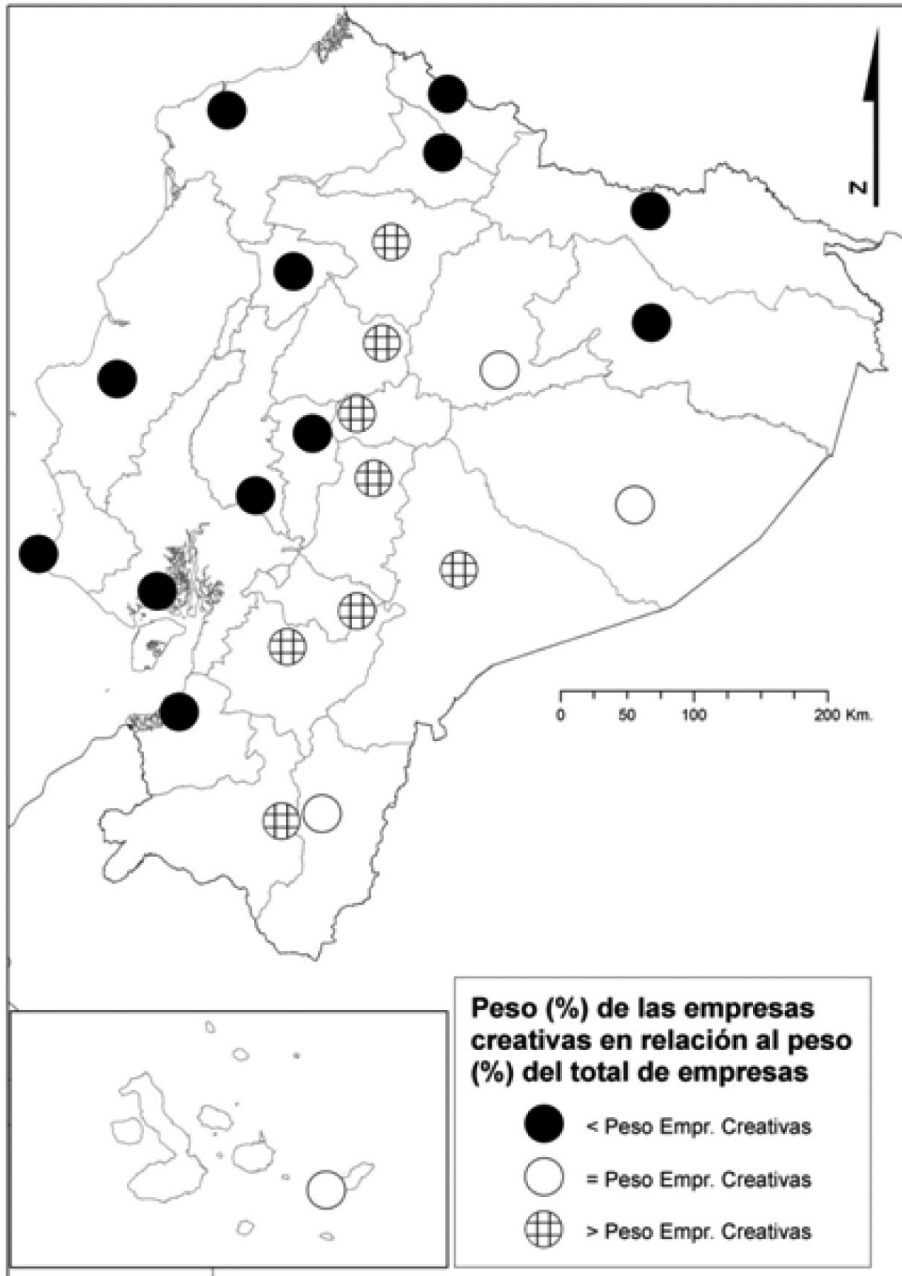 N
0 50 100 200 Km.
Peso (%) de las empresas
creativas en relación al peso
(%) del total de empresas
< Peso Empr. Creativas
= Peso Empr. Creativas
> Peso Empr. Creativas